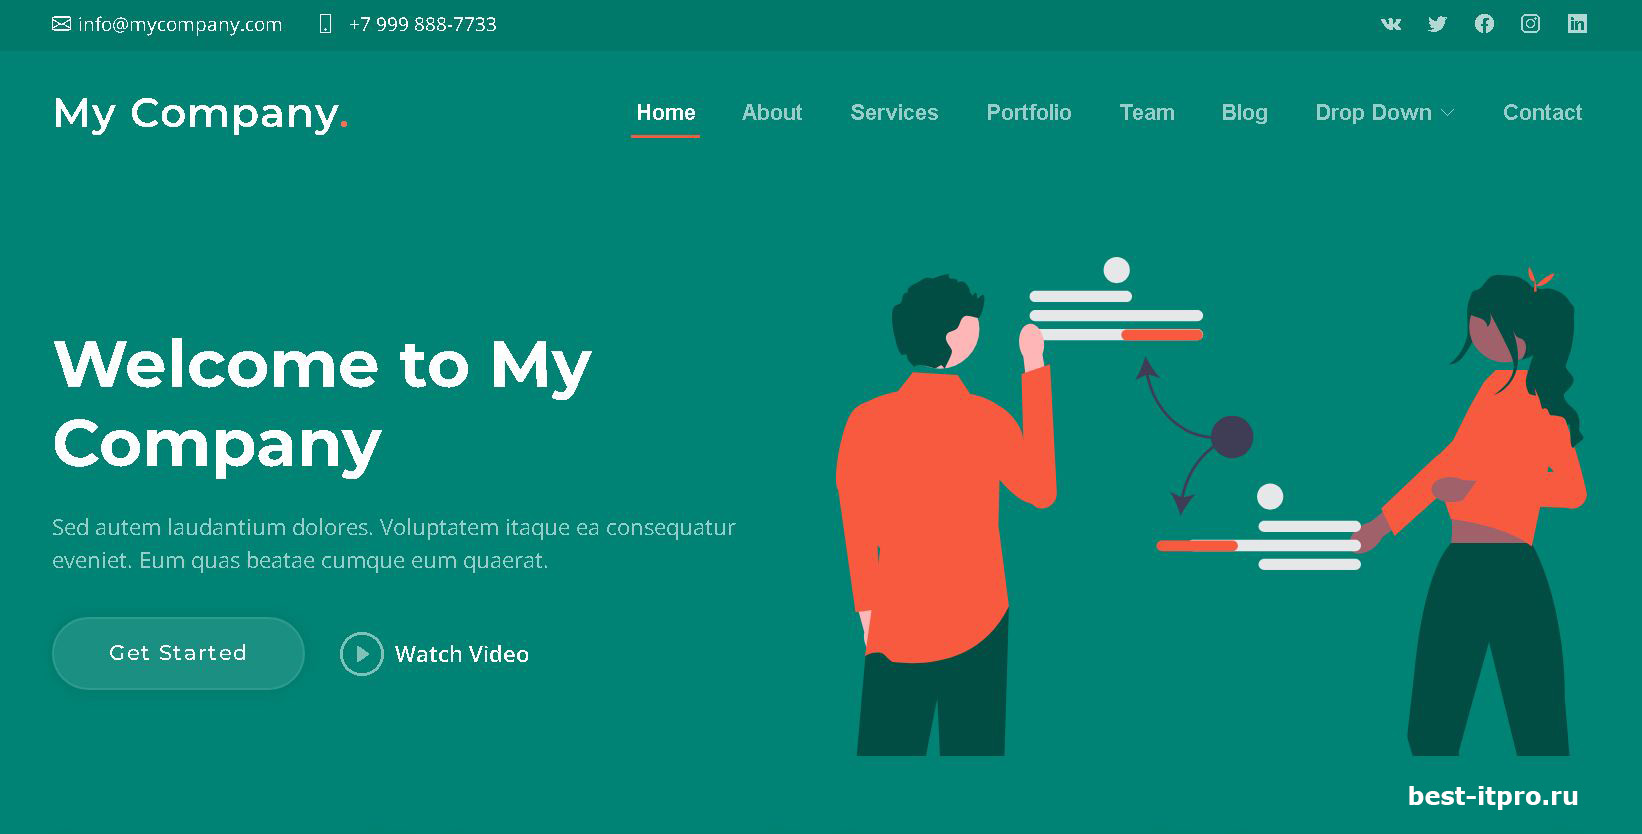 info@mycompany.com +7 999 888-7733
My Company. Home About Services Portfolio Team Blog Drop Down Contact
Welcome to My
Company
Sed autem laudantium dolores. Voluptatem itaque ea consequatur
eveniet. Eum quas beatae cumque eum quaerat.
Get Started Watch Video
best-itpro.ru